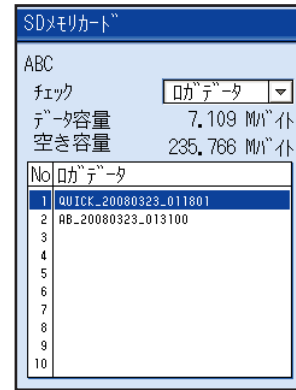 SDメモリカード
ABC
チェック ロガデータ
データ容量 7.109 Mバイト
空き容量 235.766 Mバイト
No ロガデータ
1 QUICK_20080323_011801
2 AB_20080323_013100
3
4
5
6
7
8
9
10